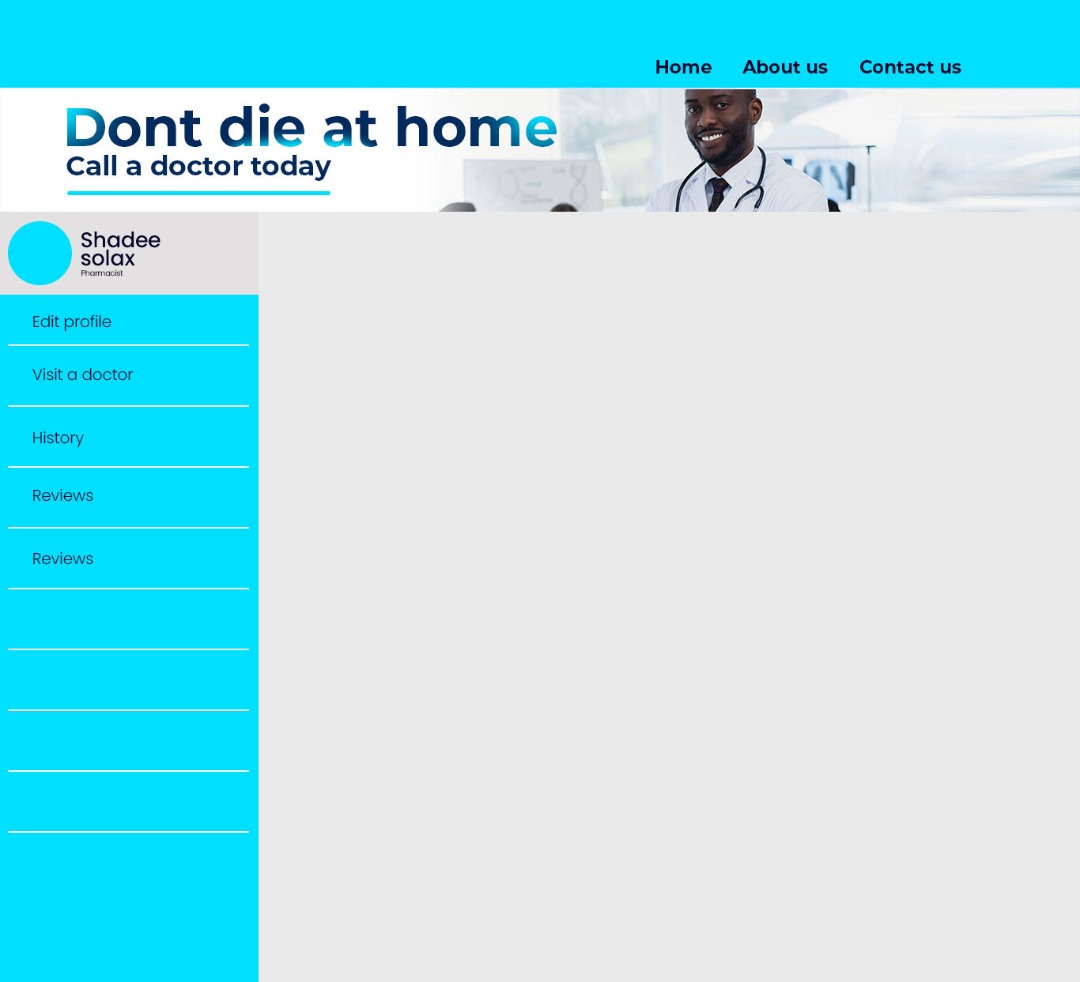 Home About us Contact us
Dont die at home
Call a doctor today
Shadee
solax
Pharmacist
Edit profile
Visit a doctor
History
Reviews
Reviews